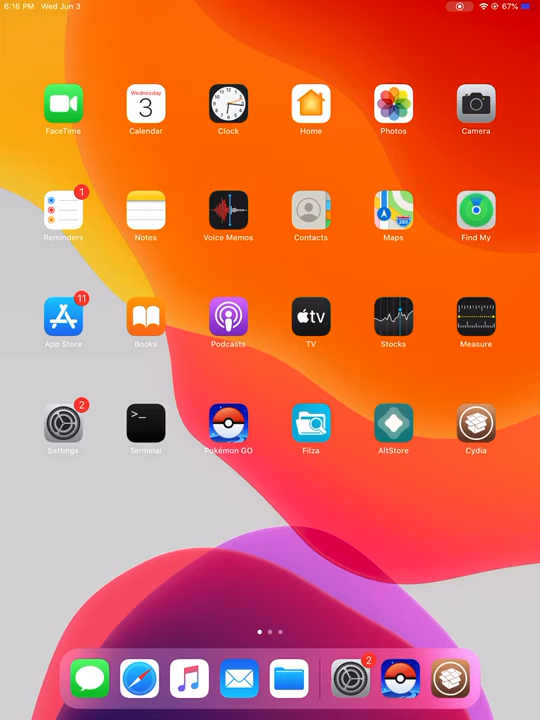 6:16 PM Wed Jun 3
67%
Wednesday
3
FaceTime Calendar Clock Home Photos Camera
1
280
Reminders Notes Voice Memos Contacts Maps Find My
11
tv
App Store Books Podcasts TV Stocks Measure
2
>_
Settings Terminal Pokémon GO Filza AltStore Cydia
2